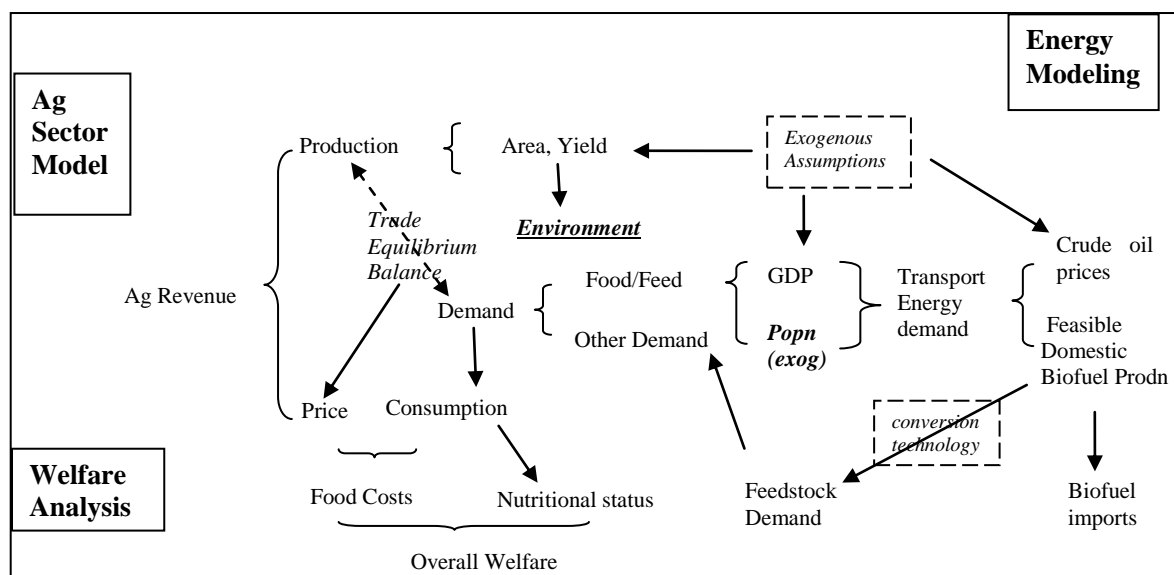 Energy
Modeling
Ag
Sector
Model
Production
Area, Yield
Exogenous
Assumptions
Trade
Equilibrium
Balance
Environment
Crude oil
prices
Ag Revenue
Food/Feed
GDP
Transport
Energy
demand
Demand
Other Demand
Popn
(exog)
Feasible
Domestic
Biofuel Prodn
Price
Consumption
conversion
technology
Welfare
Analysis
Food Costs
Nutritional status
Feedstock
Demand
Biofuel
imports
Overall Welfare